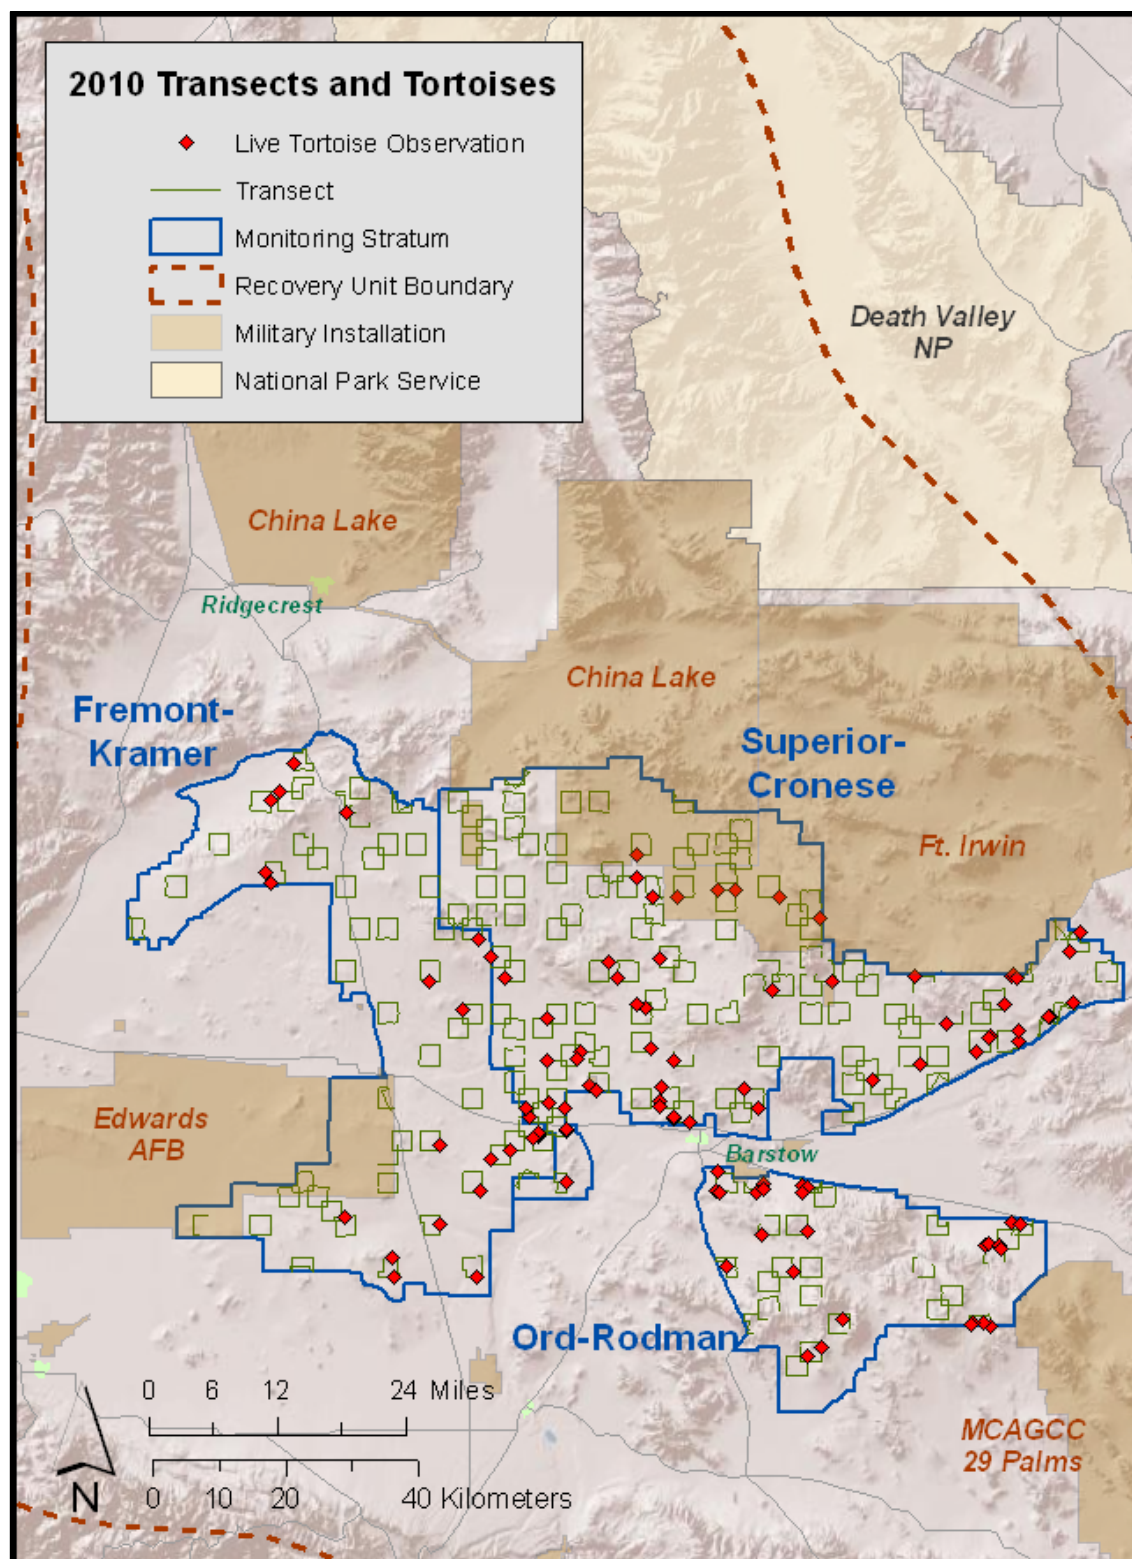 2010 Transects and Tortoises
Live Tortoise Observation
Transect
Monitoring Stratum
Recovery Unit Boundary
Military Installation
National Park Service
Death Valley
NP
China Lake
Ridgecrest
China Lake
Fremont-
Kramer
Superior-
Cronese
Ft. Irwin
Edwards
AFB
Barstow
Ord-Rodman
0 6 12 24 Miles
MCAGCC
29 Palms
N
0 10 20 40 Kilometers